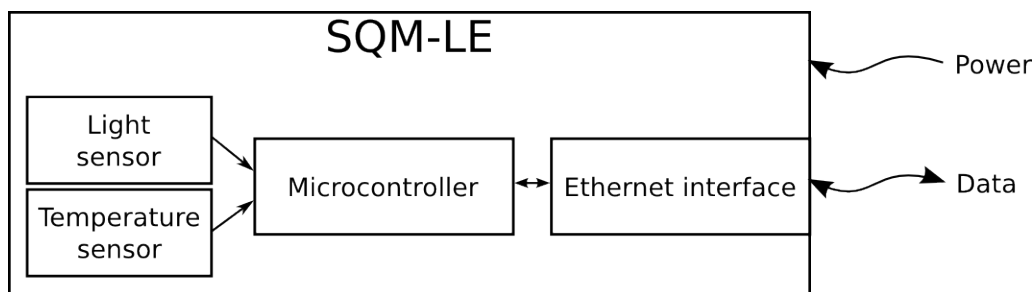 SQM-LE
Power
Light
sensor
Microcontroller
Ethernet interface
Data
Temperature
sensor